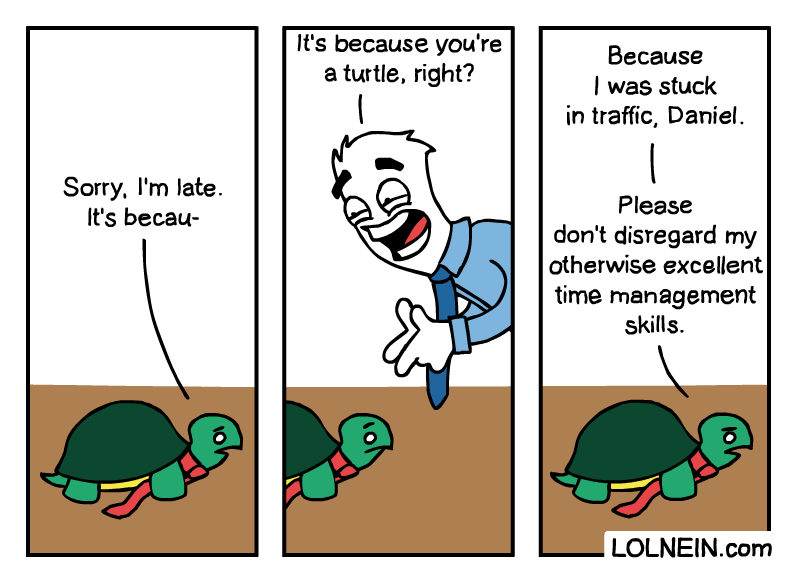 Sorry, I'm late.
It's becau-
It's because you're
a turtle, right?
Because
I was stuck
in traffic, Daniel.
Please
don't disregard my
otherwise excellent
time management
skills.
LOLNEIN.com